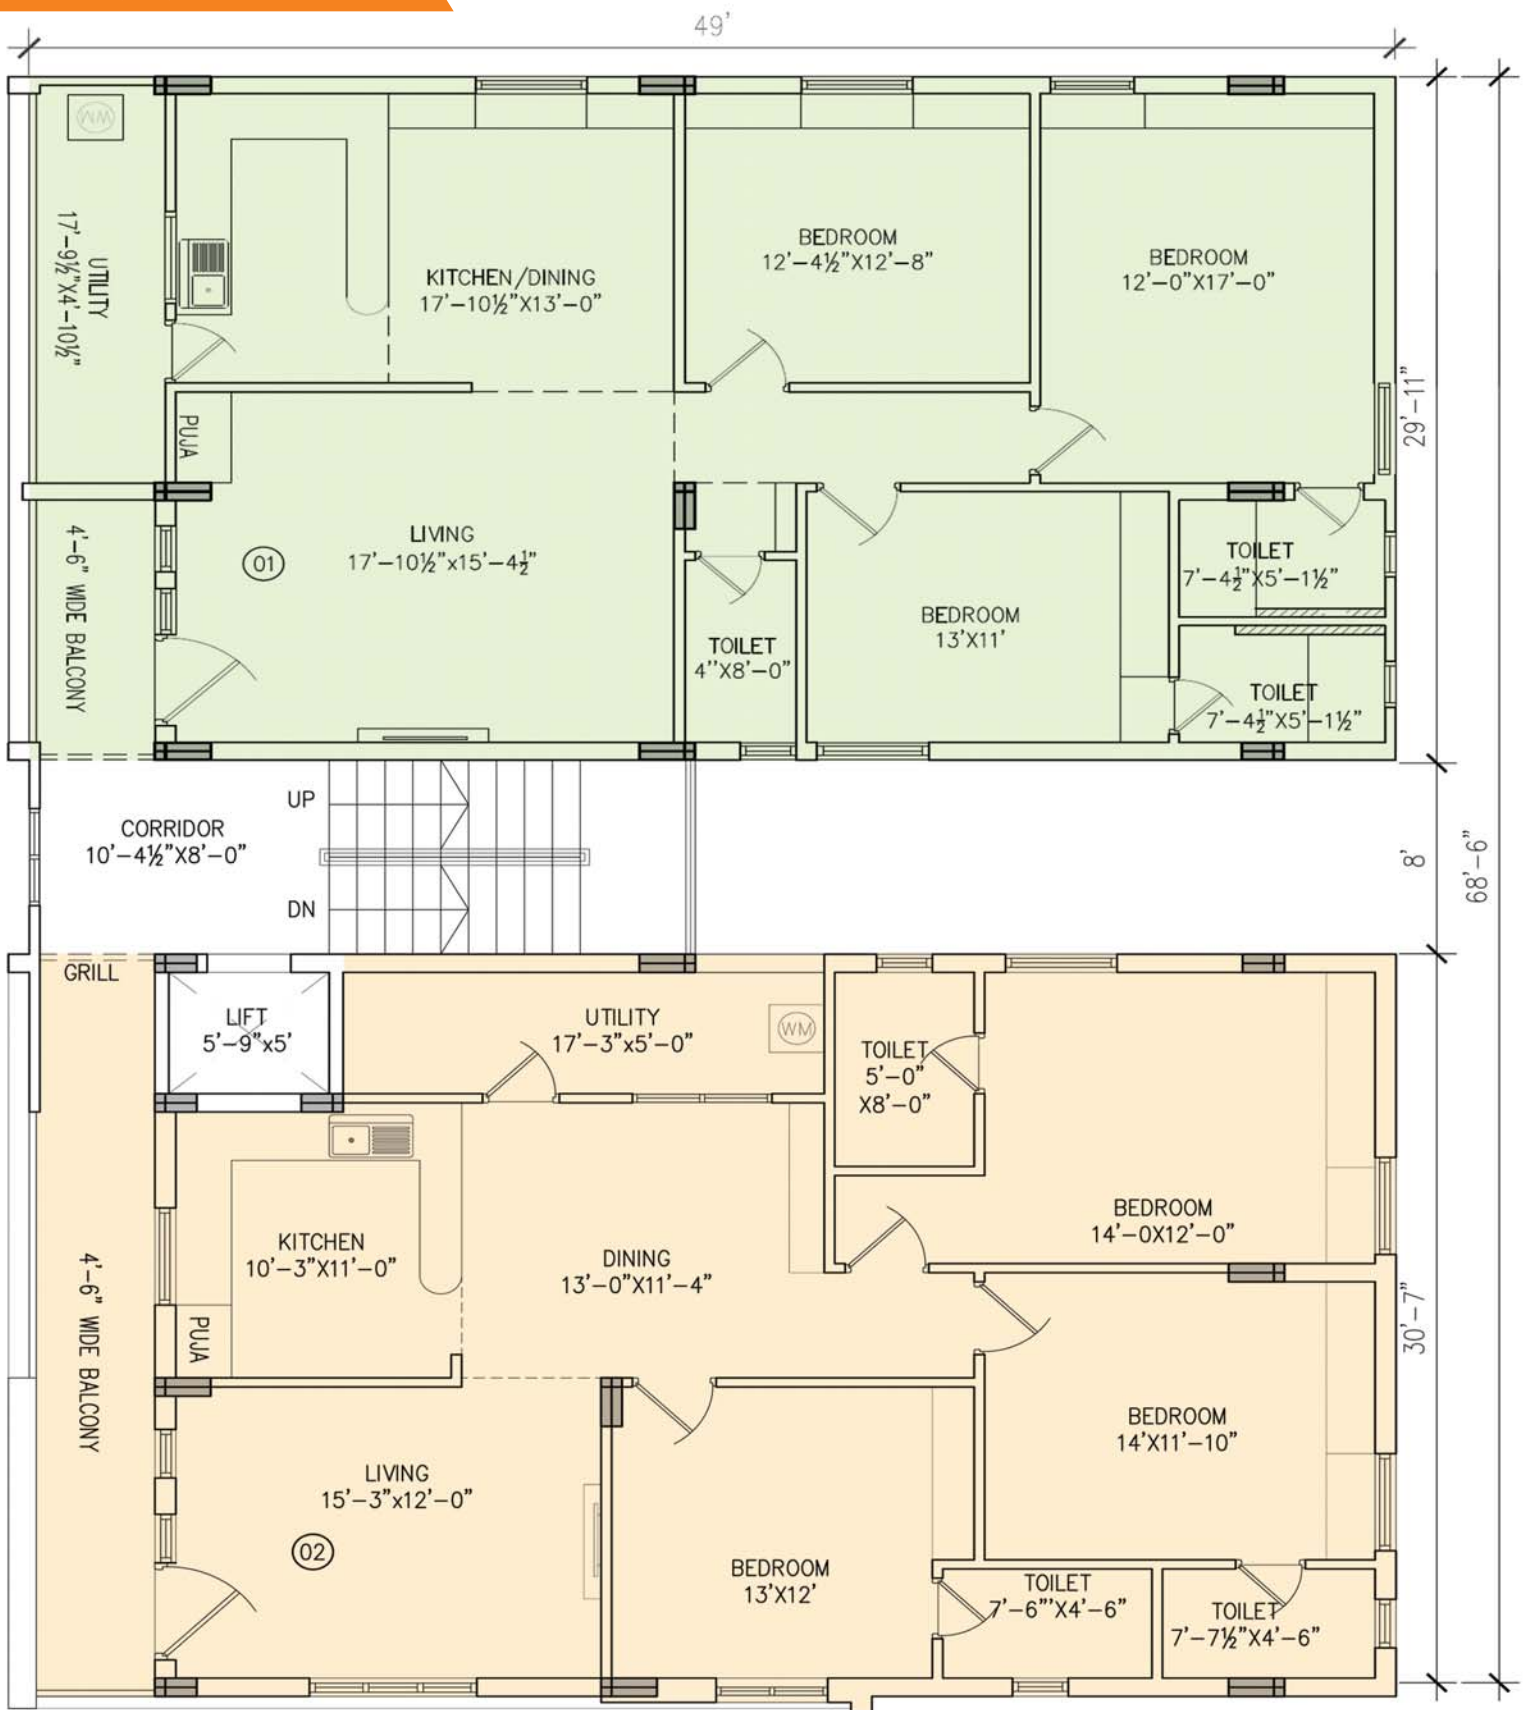 49'
WM
UTILITY
17'-9½"X4'-10½"
KITCHEN/DINING
17'-10½"X13'-0"
BEDROOM
12'-4½"X12'-8"
BEDROOM
12'-0"X17'-0"
29'-11"
PUJA
4'-6" WIDE BALCONY
LIVING
17'-10½"x15'-4½"
01
TOILET
4''X8'-0"
BEDROOM
13'X11'
TOILET
7'-4½"X5'-1½"
TOILET
7'-4½"X5'-1½"
UP
CORRIDOR
10'-4½"X8'-0"
DN
8'
68'-6"
GRILL
LIFT
5'-9"x5'
UTILITY
17'-3"x5'-0"
WM
TOILET
5'-0"
X8'-0"
BEDROOM
14'-0X12'-0"
KITCHEN
10'-3"X11'-0"
DINING
13'-0"X11'-4"
PUJA
4'-6" WIDE BALCONY
30'-7"
BEDROOM
14'X11'-10"
LIVING
15'-3"x12'-0"
02
BEDROOM
13'X12'
TOILET
7'-6"'X4'-6"
TOILET
7'-7½"X4'-6"